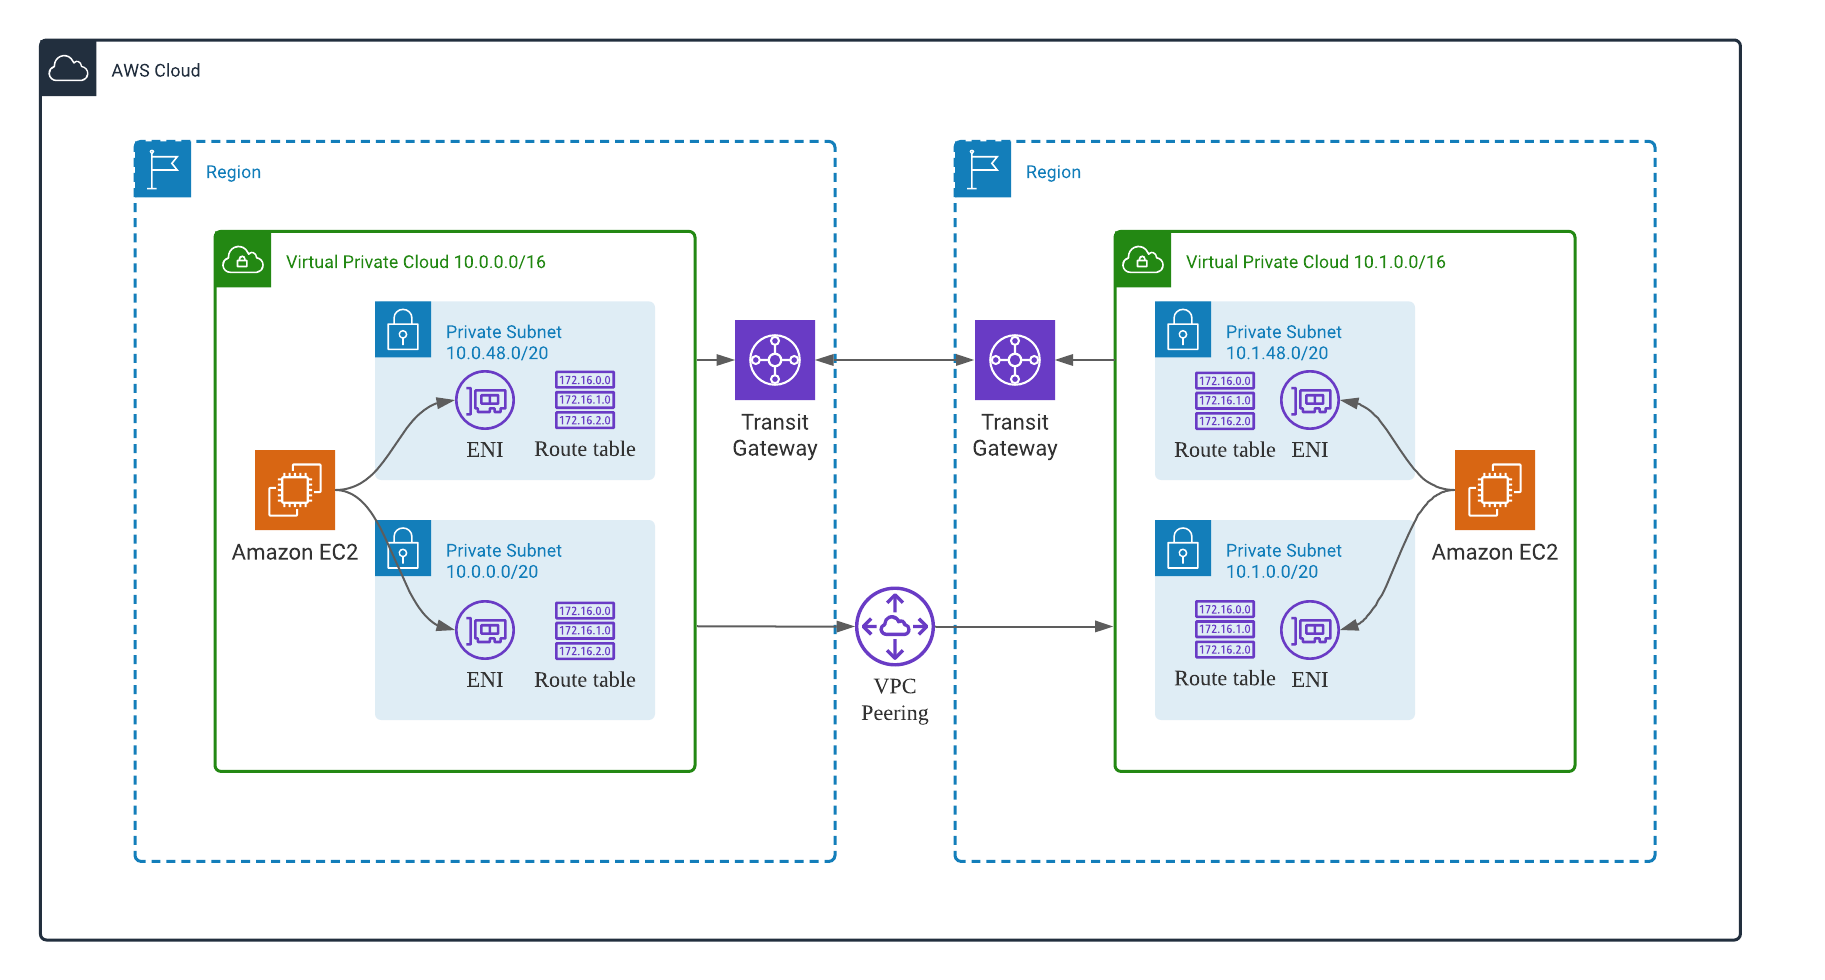 AWS Cloud
Region
Virtual Private Cloud 10.0.0.0/16
Private Subnet
10.0.48.0/20
172.16.0.0
172.16.1.0
172.16.2.0
ENI
Route table
Amazon EC2
Private Subnet
10.0.0.0/20
172.16.0.0
172.16.1.0
172.16.2.0
ENI
Route table
Transit
Gateway
VPC
Peering
Region
Transit
Gateway
Virtual Private Cloud 10.1.0.0/16
Private Subnet
10.1.48.0/20
172.16.0.0
172.16.1.0
172.16.2.0
Route table
ENI
Amazon EC2
Private Subnet
10.1.0.0/20
172.16.0.0
172.16.1.0
172.16.2.0
Route table
ENI